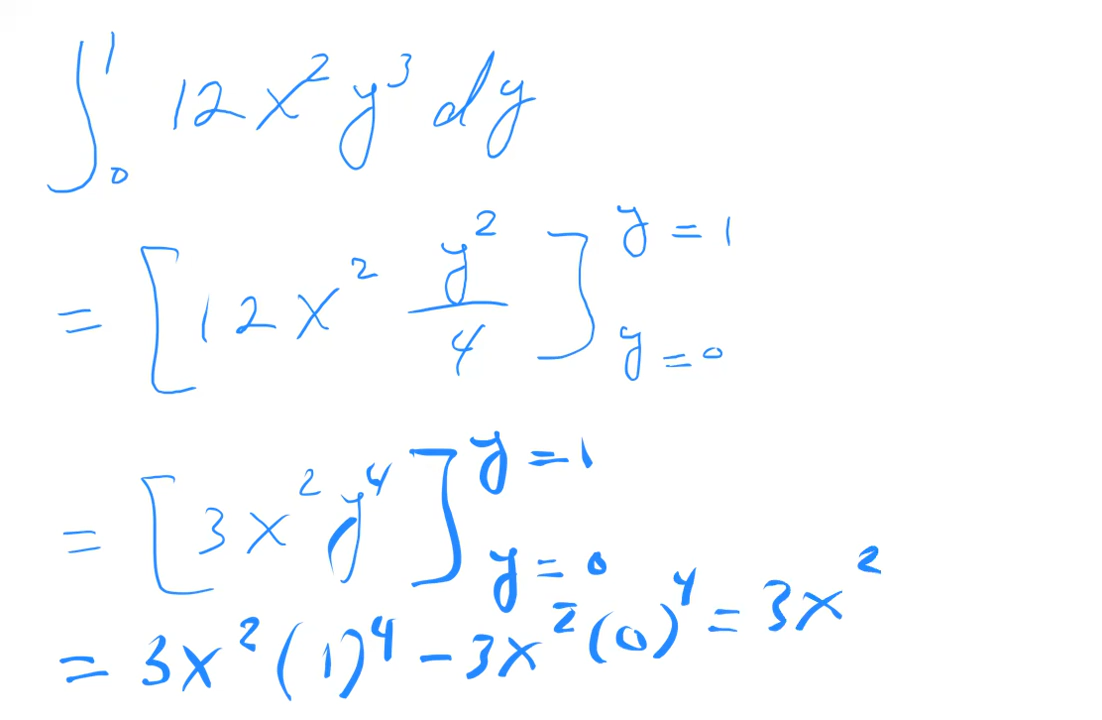 ∫₀¹ 12x²y³ dy
= [12x² y²/4]_{y=0}^{y=1}
= [3x²y⁴]_{y=0}^{y=1}
= 3x²(1)⁴ − 3x²(0)⁴ = 3x²